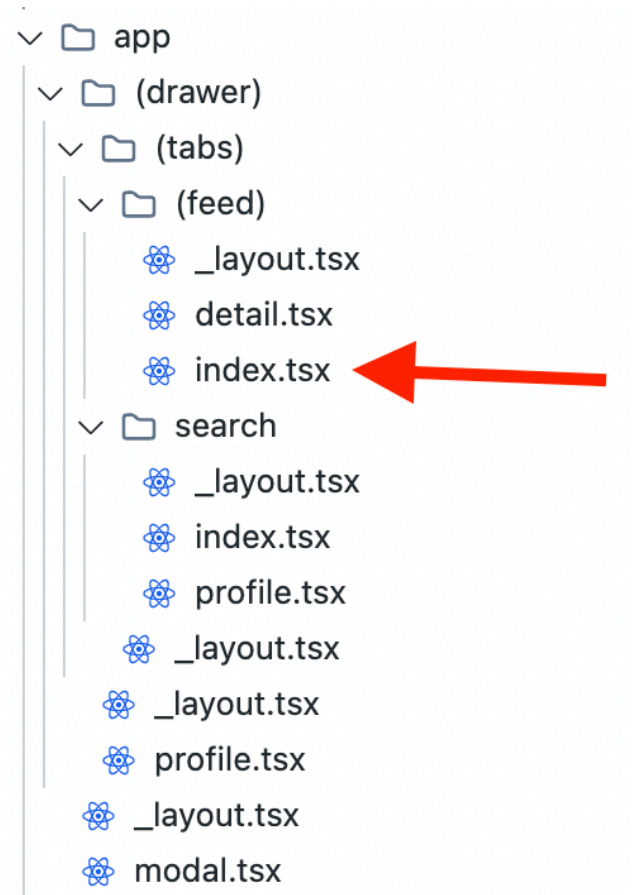 app
(drawer)
(tabs)
(feed)
_layout.tsx
detail.tsx
index.tsx
search
_layout.tsx
index.tsx
profile.tsx
_layout.tsx
_layout.tsx
profile.tsx
_layout.tsx
modal.tsx